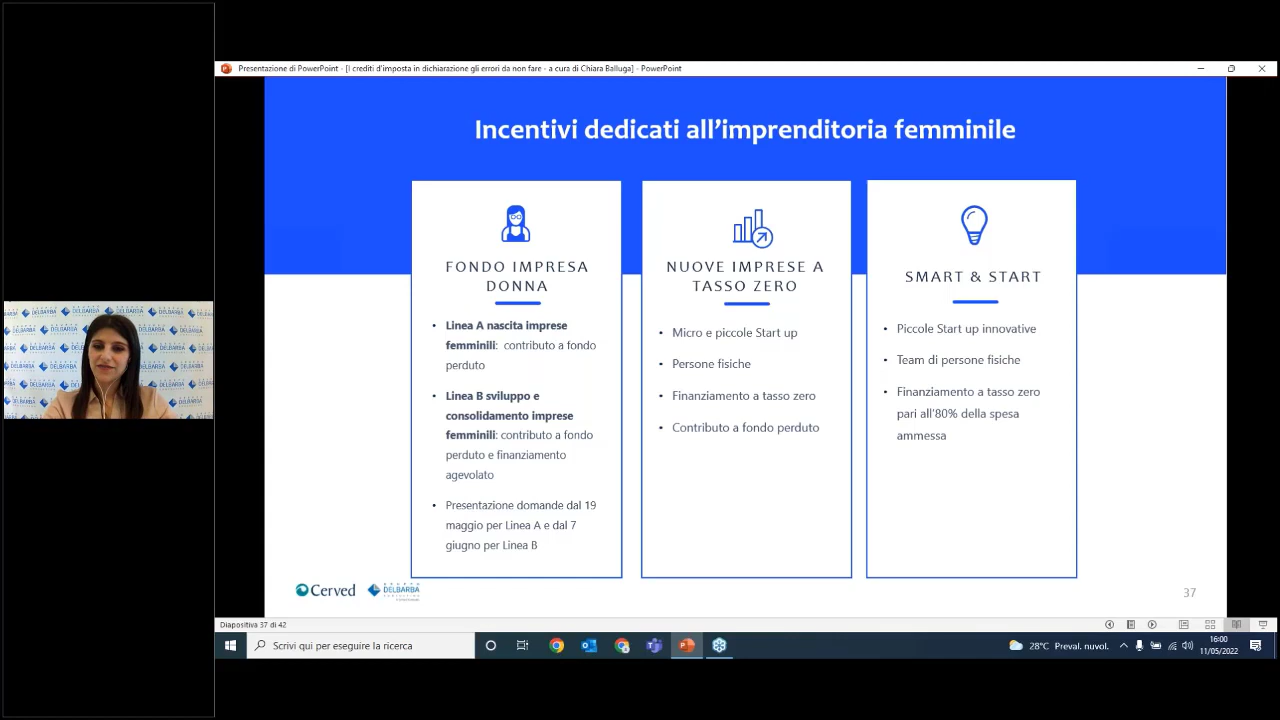 Presentazione di PowerPoint - [I crediti d'imposta in dichiarazione gli errori da non fare - a cura di Chiara Balluga] - PowerPoint
Incentivi dedicati all'imprenditoria femminile
FONDO IMPRESA
DONNA
• Linea A nascita imprese
femminili: contributo a fondo
perduto
• Linea B sviluppo e
consolidamento imprese
femminili: contributo a fondo
perduto e finanziamento
agevolato
• Presentazione domande dal 19
maggio per Linea A e dal 7
giugno per Linea B
NUOVE IMPRESE A
TASSO ZERO
• Micro e piccole Start up
• Persone fisiche
• Finanziamento a tasso zero
• Contributo a fondo perduto
SMART & START
• Piccole Start up innovative
• Team di persone fisiche
• Finanziamento a tasso zero
pari all'80% della spesa
ammessa
Cerved
GRUPPO
DELBARBA
37
Diapositiva 37 di 42
Scrivi qui per eseguire la ricerca
28°C Preval. nuvol.
16:00
11/05/2022
DELBARBA